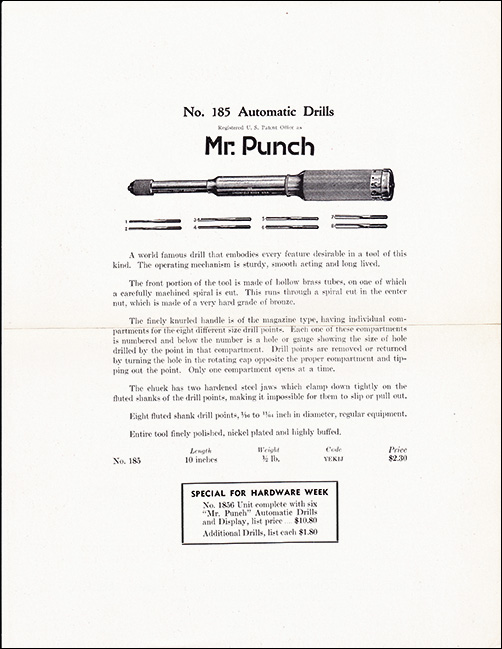 No. 185 Automatic Drills
Registered U. S. Patent Office as
Mr. Punch
1
2
3
4
5
6
7
8
A world famous drill that embodies every feature desirable in a tool of this
kind. The operating mechanism is sturdy, smooth acting and long lived.
The front portion of the tool is made of hollow brass tubes, on one of which
a carefully machined spiral is cut. This runs through a spiral cut in the center
nut, which is made of a very hard grade of bronze.
The finely knurled handle is of the magazine type, having individual com-
partments for the eight different size drill points. Each one of these compartments
is numbered and below the number is a hole or gauge showing the size of hole
drilled by the point in that compartment. Drill points are removed or returned
by turning the hole in the rotating cap opposite the proper compartment and tip-
ping out the point. Only one compartment opens at a time.
The chuck has two hardened steel jaws which clamp down tightly on the
fluted shanks of the drill points, making it impossible for them to slip or pull out.
Eight fluted shank drill points, 1/16 to 11/64 inch in diameter, regular equipment.
Entire tool finely polished, nickel plated and highly buffed.
Length Weight Code Price
No. 185 10 inches ½ lb. YEKIJ $2.30
SPECIAL FOR HARDWARE WEEK
No. 1856 Unit complete with six
"Mr. Punch" Automatic Drills
and Display, list price ... $10.80
Additional Drills, list each $1.80